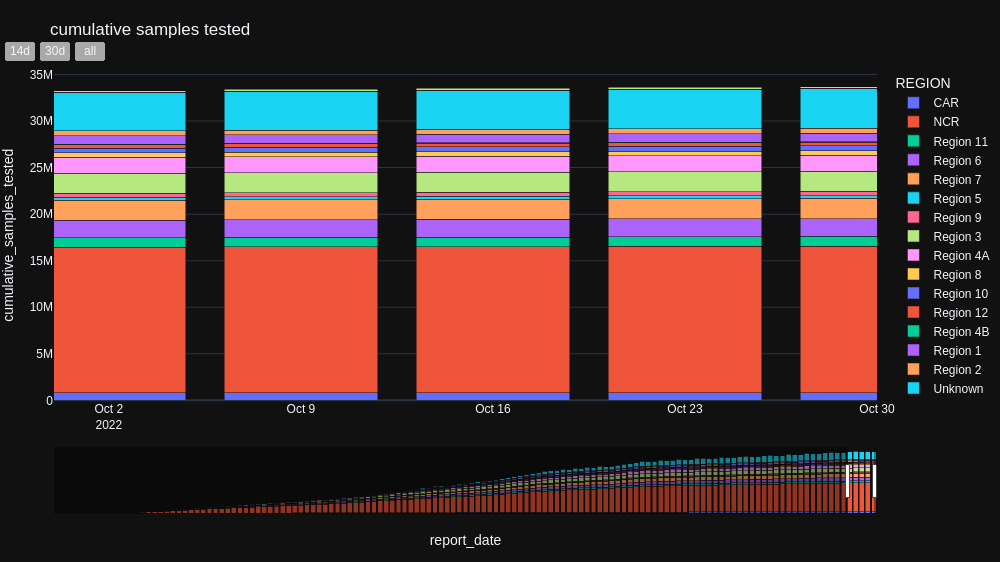 cumulative samples tested
14d 30d all
cumulative_samples_tested
35M
30M
25M
20M
15M
10M
5M
0
Oct 2 Oct 9 Oct 16 Oct 23 Oct 30
2022
report_date
REGION
CAR
NCR
Region 11
Region 6
Region 7
Region 5
Region 9
Region 3
Region 4A
Region 8
Region 10
Region 12
Region 4B
Region 1
Region 2
Unknown